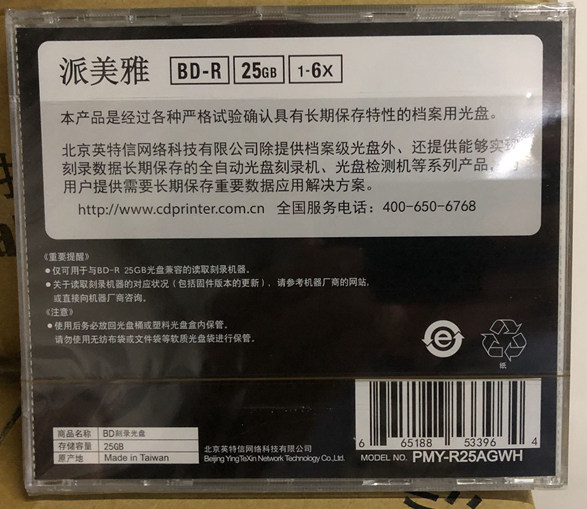 派美雅 BD-R 25GB 1-6X
本产品是经过各种严格试验确认具有长期保存特性的档案用光盘。
北京英特信网络科技有限公司除提供档案级光盘外、还提供能够实现
刻录数据长期保存的全自动光盘刻录机、光盘检测机等系列产品，为
用户提供需要长期保存重要数据应用解决方案。
http://www.cdprinter.com.cn 全国服务电话：400-650-6768
《重要提醒》
●仅可用于与BD-R 25GB光盘兼容的读取刻录机器。
●关于读取刻录机器的对应状况（包括固件版本的更新），请参考机器厂商的网站，
或直接向机器厂商咨询。
《注意》
●使用后务必放回光盘桶或塑料光盘盒内保管。
请勿使用无纺布袋或文件袋等软质光盘袋进行保管。
e
纸
商品名称 BD刻录光盘
存储容量 25GB
原产地 Made in Taiwan
北京英特信网络科技有限公司
Beijing YingTeXin Network Technology Co.,Ltd.
6 65188 53396 4
MODEL NO. PMY-R25AGWH